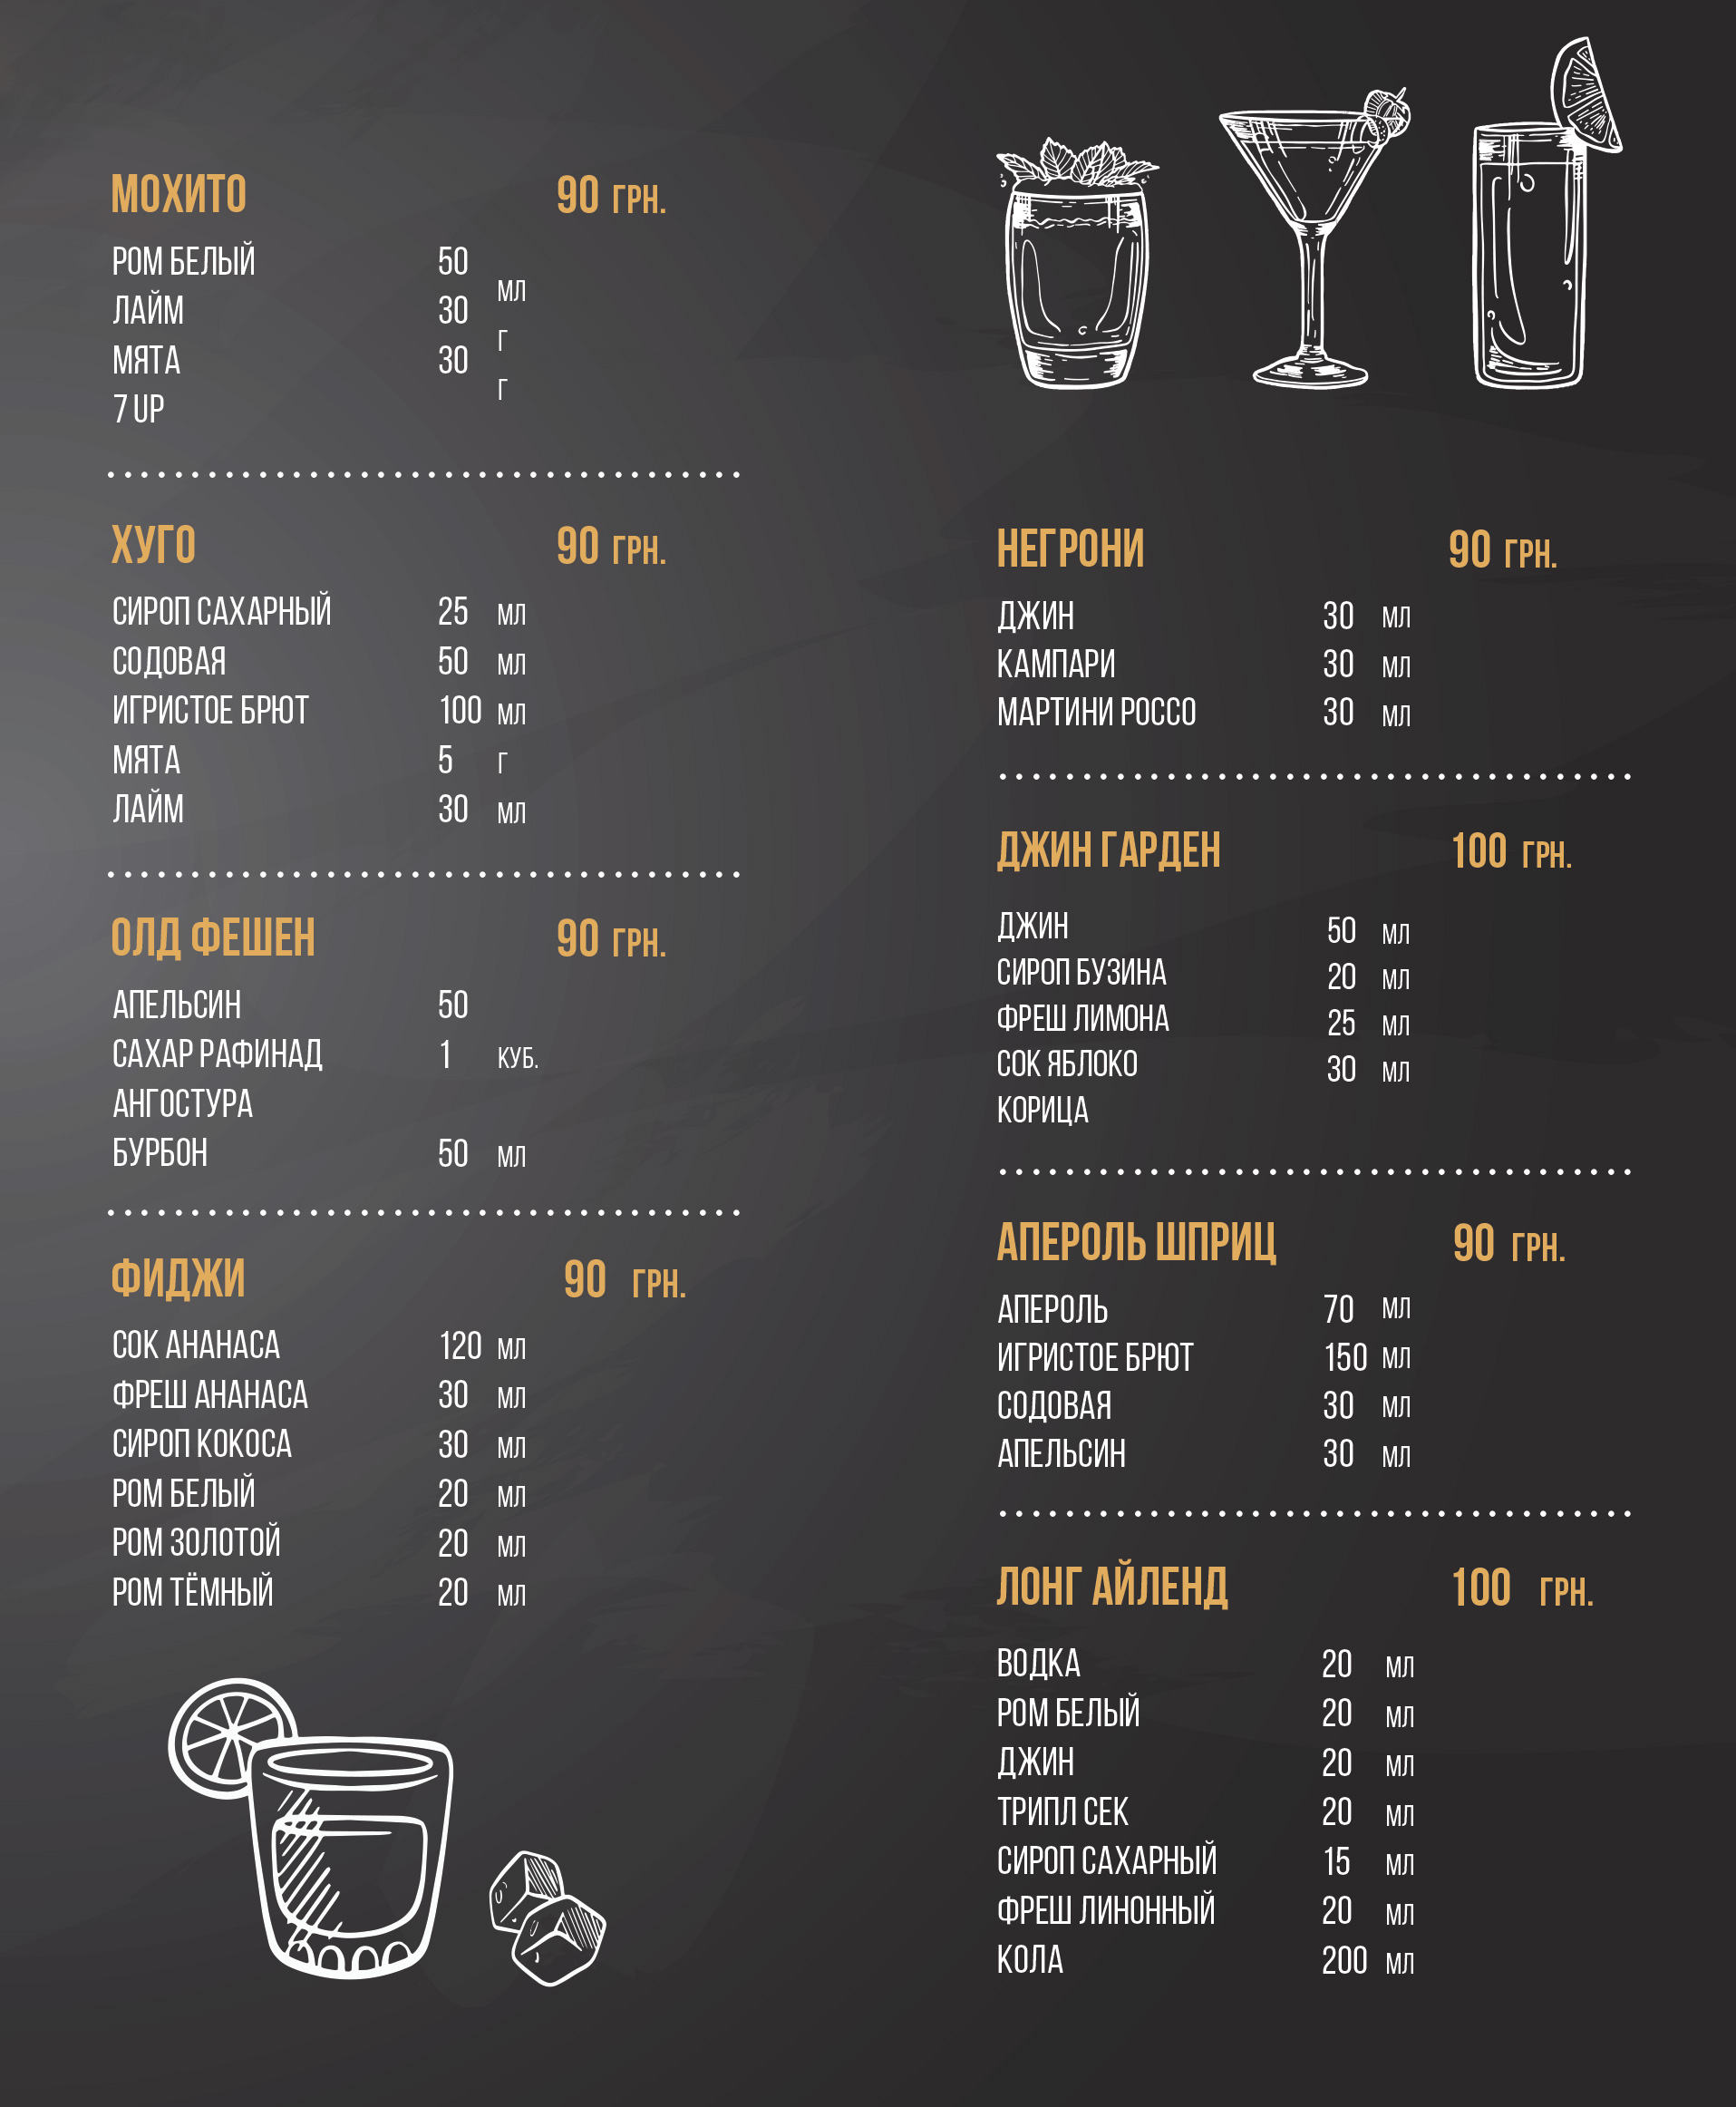 МОХИТО 90 ГРН.
РОМ БЕЛЫЙ 50 МЛ
ЛАЙМ 30 Г
МЯТА 30 Г
7 UP
ХУГО 90 ГРН.
СИРОП САХАРНЫЙ 25 МЛ
СОДОВАЯ 50 МЛ
ИГРИСТОЕ БРЮТ 100 МЛ
МЯТА 5 Г
ЛАЙМ 30 МЛ
ОЛД ФЕШЕН 90 ГРН.
АПЕЛЬСИН 50
САХАР РАФИНАД 1 КУБ.
АНГОСТУРА
БУРБОН 50 МЛ
ФИДЖИ 90 ГРН.
СОК АНАНАСА 120 МЛ
ФРЕШ АНАНАСА 30 МЛ
СИРОП КОКОСА 30 МЛ
РОМ БЕЛЫЙ 20 МЛ
РОМ ЗОЛОТОЙ 20 МЛ
РОМ ТЁМНЫЙ 20 МЛ
НЕГРОНИ 90 ГРН.
ДЖИН 30 МЛ
КАМПАРИ 30 МЛ
МАРТИНИ РОССО 30 МЛ
ДЖИН ГАРДЕН 100 ГРН.
ДЖИН 50 МЛ
СИРОП БУЗИНА 20 МЛ
ФРЕШ ЛИМОНА 25 МЛ
СОК ЯБЛОКО 30 МЛ
КОРИЦА
АПЕРОЛЬ ШПРИЦ 90 ГРН.
АПЕРОЛЬ 70 МЛ
ИГРИСТОЕ БРЮТ 150 МЛ
СОДОВАЯ 30 МЛ
АПЕЛЬСИН 30 МЛ
ЛОНГ АЙЛЕНД 100 ГРН.
ВОДКА 20 МЛ
РОМ БЕЛЫЙ 20 МЛ
ДЖИН 20 МЛ
ТРИПЛ СЕК 20 МЛ
СИРОП САХАРНЫЙ 15 МЛ
ФРЕШ ЛИНОННЫЙ 20 МЛ
КОЛА 200 МЛ